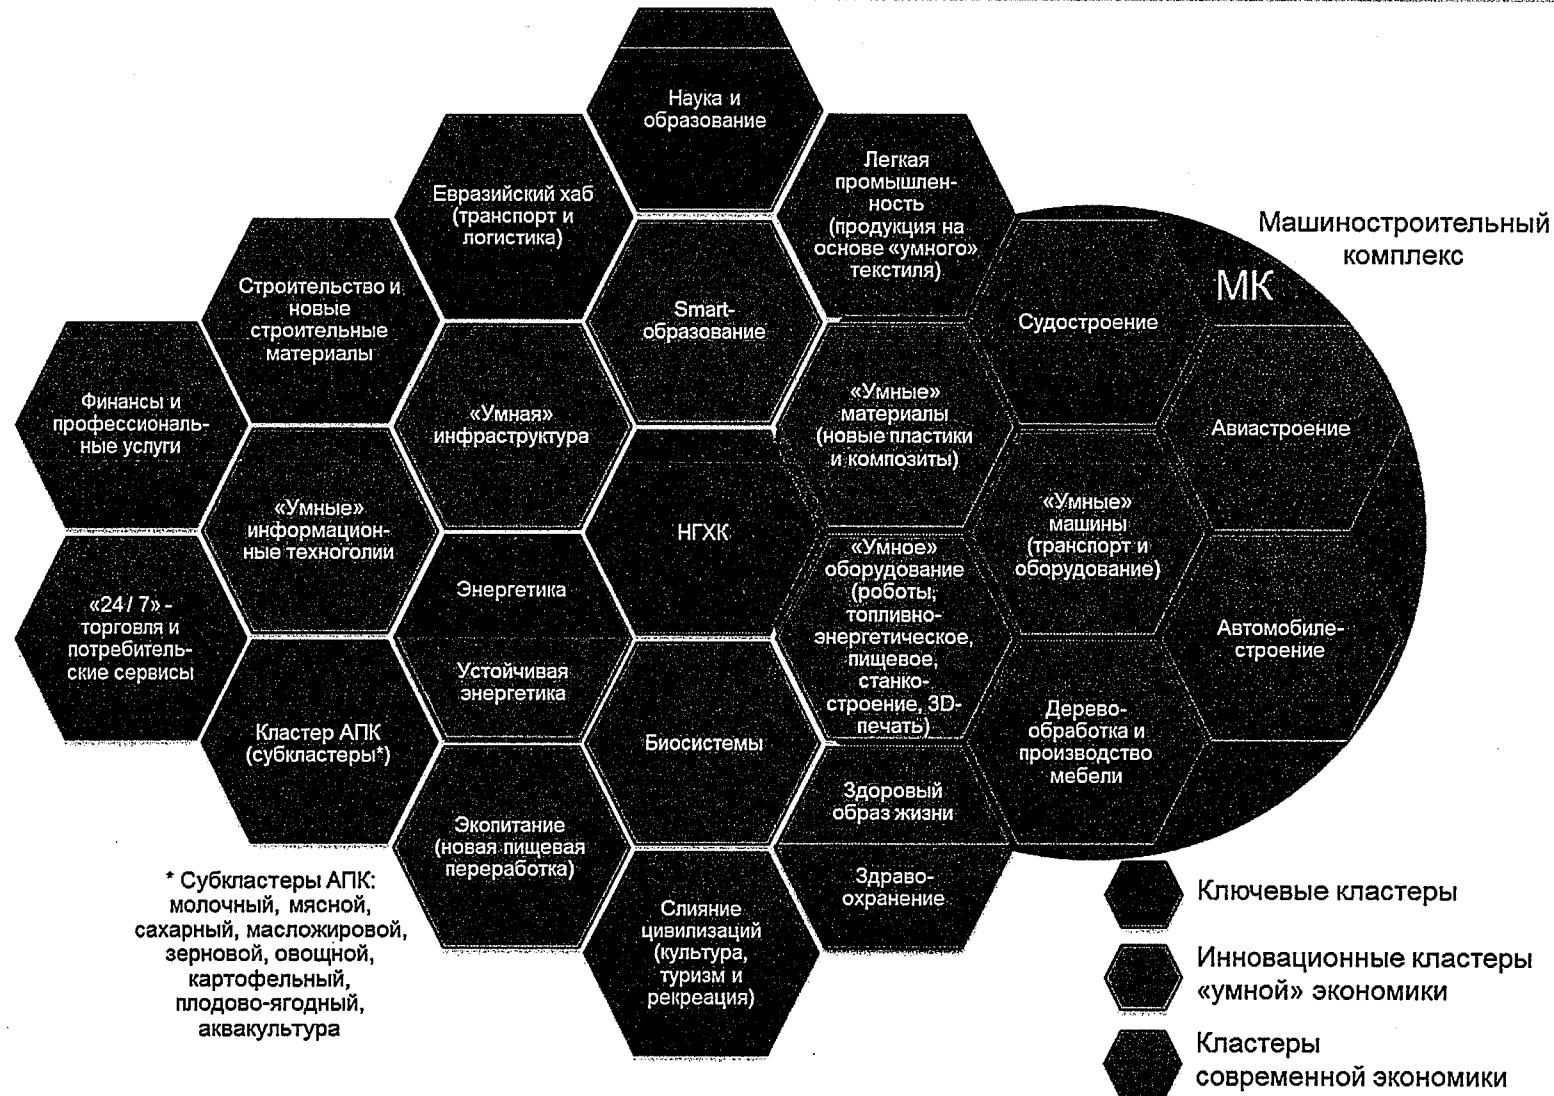 Наука и
образование
Евразийский хаб
(транспорт и
логистика)
Легкая
промышлен-
ность
(продукция на
основе «умного»
текстиля)
Машиностроительный
комплекс
МК
Строительство и
новые
строительные
материалы
Smart-
образование
Судостроение
Финансы и
профессиональ-
ные услуги
«Умная»
инфраструктура
«Умные»
материалы
(новые пластики
и композиты)
Авиастроение
«Умные»
информацион-
ные техноголии
НГХК
«Умные»
машины
(транспорт и
оборудование)
«24 / 7» -
торговля и
потребитель-
ские сервисы
Энергетика
Устойчивая
энергетика
«Умное»
оборудование
(роботы,
топливно-
энергетическое,
пищевое,
станко-
строение, 3D-
печать)
Автомобиле-
строение
Кластер АПК
(субкластеры*)
Биосистемы
Дерево-
обработка и
производство
мебели
Экопитание
(новая пищевая
переработка)
Здоровый
образ жизни
Здраво-
охранение
Слияние
цивилизаций
(культура,
туризм и
рекреация)
* Субкластеры АПК:
молочный, мясной,
сахарный, масложировой,
зерновой, овощной,
картофельный,
плодово-ягодный,
аквакультура
Ключевые кластеры
Инновационные кластеры
«умной» экономики
Кластеры
современной экономики